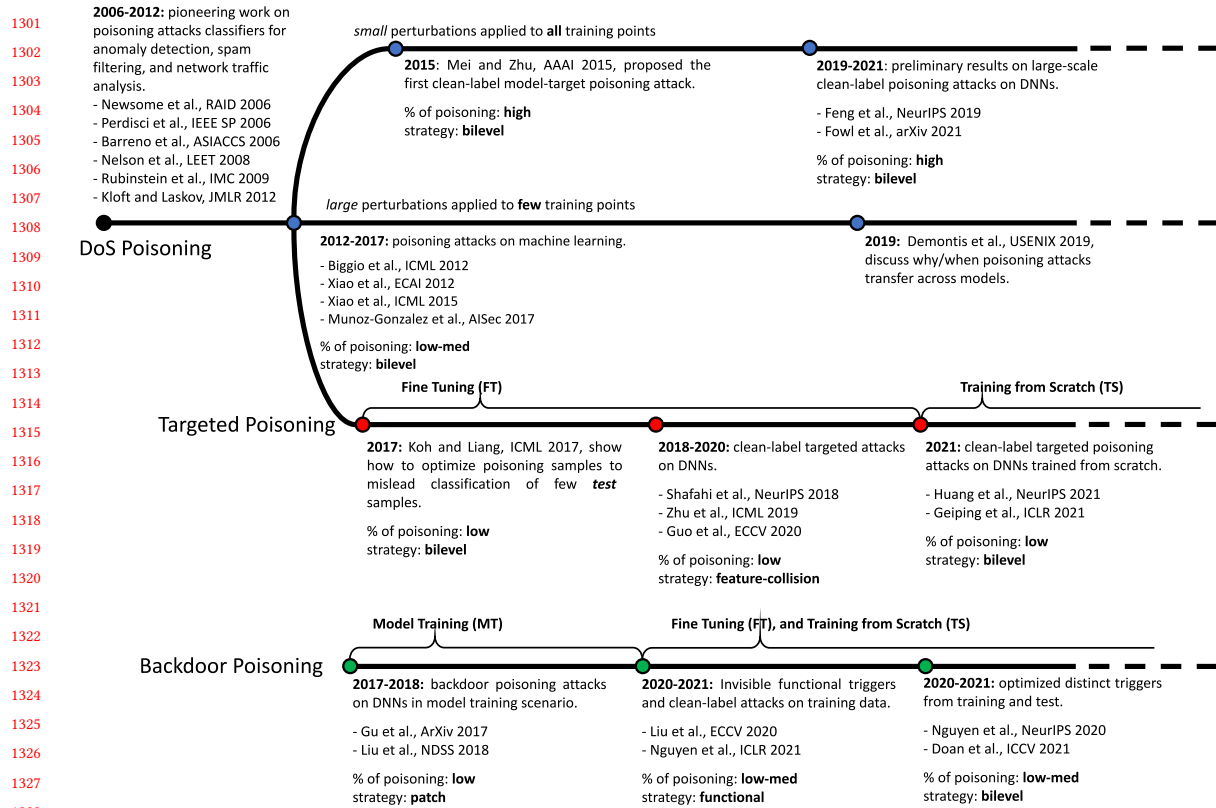 1301
1302
1303
1304
1305
1306
1307
1308
1309
1310
1311
1312
1313
1314
1315
1316
1317
1318
1319
1320
1321
1322
1323
1324
1325
1326
1327
2006-2012: pioneering work on
poisoning attacks classifiers for
anomaly detection, spam
filtering, and network traffic
analysis.
- Newsome et al., RAID 2006
- Perdisci et al., IEEE SP 2006
- Barreno et al., ASIACCS 2006
- Nelson et al., LEET 2008
- Rubinstein et al., IMC 2009
- Kloft and Laskov, JMLR 2012
DoS Poisoning
small perturbations applied to all training points
2015: Mei and Zhu, AAAI 2015, proposed the
first clean-label model-target poisoning attack.
% of poisoning: high
strategy: bilevel
2019-2021: preliminary results on large-scale
clean-label poisoning attacks on DNNs.
- Feng et al., NeurIPS 2019
- Fowl et al., arXiv 2021
% of poisoning: high
strategy: bilevel
large perturbations applied to few training points
2012-2017: poisoning attacks on machine learning.
- Biggio et al., ICML 2012
- Xiao et al., ECAI 2012
- Xiao et al., ICML 2015
- Munoz-Gonzalez et al., AISec 2017
% of poisoning: low-med
strategy: bilevel
2019: Demontis et al., USENIX 2019,
discuss why/when poisoning attacks
transfer across models.
Targeted Poisoning
Fine Tuning (FT)
Training from Scratch (TS)
2017: Koh and Liang, ICML 2017, show
how to optimize poisoning samples to
mislead classification of few test
samples.
% of poisoning: low
strategy: bilevel
2018-2020: clean-label targeted attacks
on DNNs.
- Shafahi et al., NeurIPS 2018
- Zhu et al., ICML 2019
- Guo et al., ECCV 2020
% of poisoning: low
strategy: feature-collision
2021: clean-label targeted poisoning
attacks on DNNs trained from scratch.
- Huang et al., NeurIPS 2021
- Geiping et al., ICLR 2021
% of poisoning: low
strategy: bilevel
Backdoor Poisoning
Model Training (MT)
Fine Tuning (FT), and Training from Scratch (TS)
2017-2018: backdoor poisoning attacks
on DNNs in model training scenario.
- Gu et al., ArXiv 2017
- Liu et al., NDSS 2018
% of poisoning: low
strategy: patch
2020-2021: Invisible functional triggers
and clean-label attacks on training data.
- Liu et al., ECCV 2020
- Nguyen et al., ICLR 2021
% of poisoning: low-med
strategy: functional
2020-2021: optimized distinct triggers
from training and test.
- Nguyen et al., NeurIPS 2020
- Doan et al., ICCV 2021
% of poisoning: low-med
strategy: bilevel